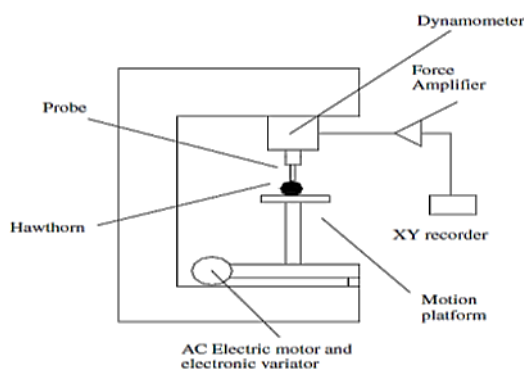 Dynamometer
Force
Amplifier
Probe
Hawthorn
XY recorder
Motion
platform
AC Electric motor and
electronic variator